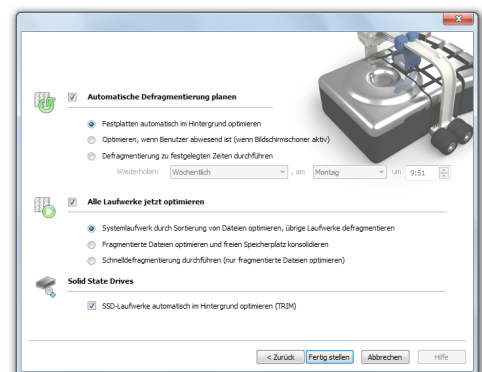 Automatische Defragmentierung planen
Festplatten automatisch im Hintergrund optimieren
Optimieren, wenn Benutzer abwesend ist (wenn Bildschirmschoner aktiv)
Defragmentierung zu festgelegten Zeiten durchführen
Wiederholen: Wöchentlich , am Montag um 9:51
Alle Laufwerke jetzt optimieren
Systemlaufwerk durch Sortierung von Dateien optimieren, übrige Laufwerke defragmentieren
Fragmentierte Dateien optimieren und freien Speicherplatz konsolidieren
Schnelldefragmentierung durchführen (nur fragmentierte Dateien optimieren)
Solid State Drives
SSD-Laufwerke automatisch im Hintergrund optimieren (TRIM)
< Zurück Fertig stellen Abbrechen Hilfe